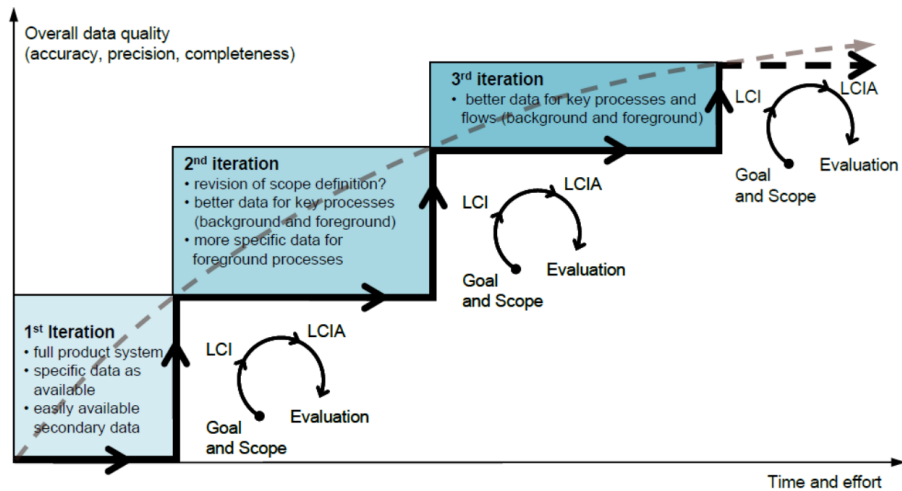 Overall data quality
(accuracy, precision, completeness)
3rd iteration
• better data for key processes and
flows (background and foreground)
LCI
LCIA
Goal
and Scope
Evaluation
2nd iteration
• revision of scope definition?
• better data for key processes
(background and foreground)
• more specific data for
foreground processes
LCI
LCIA
Goal
and Scope
Evaluation
1st Iteration
• full product system
• specific data as
available
• easily available
secondary data
LCI
LCIA
Goal
and Scope
Evaluation
Time and effort